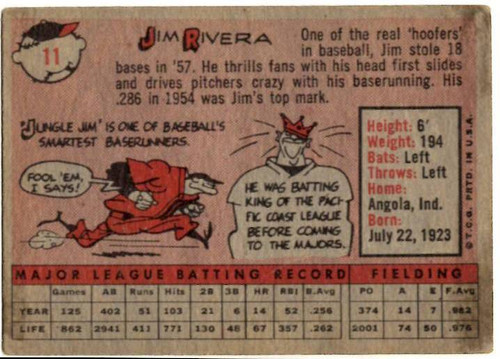 11
JIM RIVERA
One of the real 'hoofers'
in baseball, Jim stole 18
bases in '57. He thrills fans with his head first slides
and drives pitchers crazy with his baserunning. His
.286 in 1954 was Jim's top mark.
"JUNGLE JIM" IS ONE OF BASEBALL'S
SMARTEST BASERUNNERS.
FOOL 'EM,
I SAYS!
HE WAS BATTING
KING OF THE PACI-
FIC COAST LEAGUE
BEFORE COMING
TO THE MAJORS.
Height: 6'
Weight: 194
Bats: Left
Throws: Left
Home:
Angola, Ind.
Born:
July 22, 1923
©T.C.G. PRTD. IN U.S.A.
MAJOR LEAGUE BATTING RECORD FIELDING
Games AB Runs Hits 2B 3B HR RBI B.Avg PO A E F.Avg
YEAR 125 402 51 103 21 6 14 52 .256 374 14 7 .982
LIFE 862 2941 411 771 130 48 67 357 .262 2001 74 50 .976